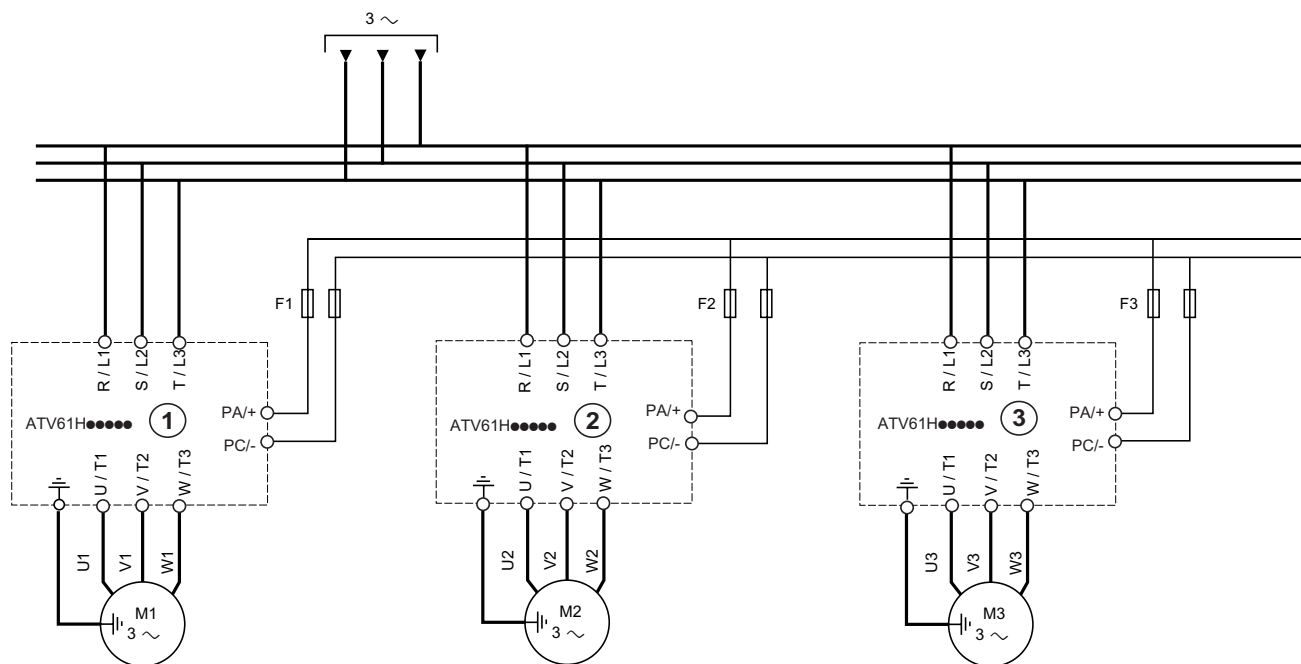 3 ~
F1
F2
F3
R / L1
S / L2
T / L3
R / L1
S / L2
T / L3
R / L1
S / L2
T / L3
ATV61H●●●●●
1
PA/+
PC/-
ATV61H●●●●●
2
PA/+
PC/-
ATV61H●●●●●
3
PA/+
PC/-
U / T1
V / T2
W / T3
U / T1
V / T2
W / T3
U / T1
V / T2
W / T3
U1
V1
W1
U2
V2
W2
U3
V3
W3
M1
3 ~
M2
3 ~
M3
3 ~